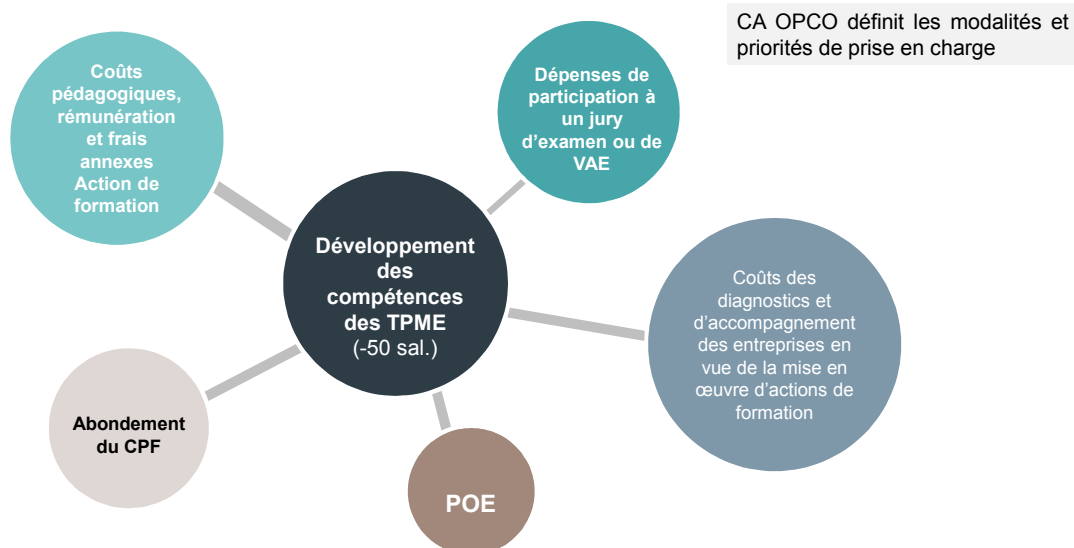 CA OPCO définit les modalités et
priorités de prise en charge
Coûts
pédagogiques,
rémunération
et frais
annexes
Action de
formation
Dépenses de
participation à
un jury
d'examen ou de
VAE
Développement
des
compétences
des TPME
(-50 sal.)
Coûts des
diagnostics et
d'accompagnement
des entreprises en
vue de la mise en
œuvre d'actions de
formation
Abondement
du CPF
POE